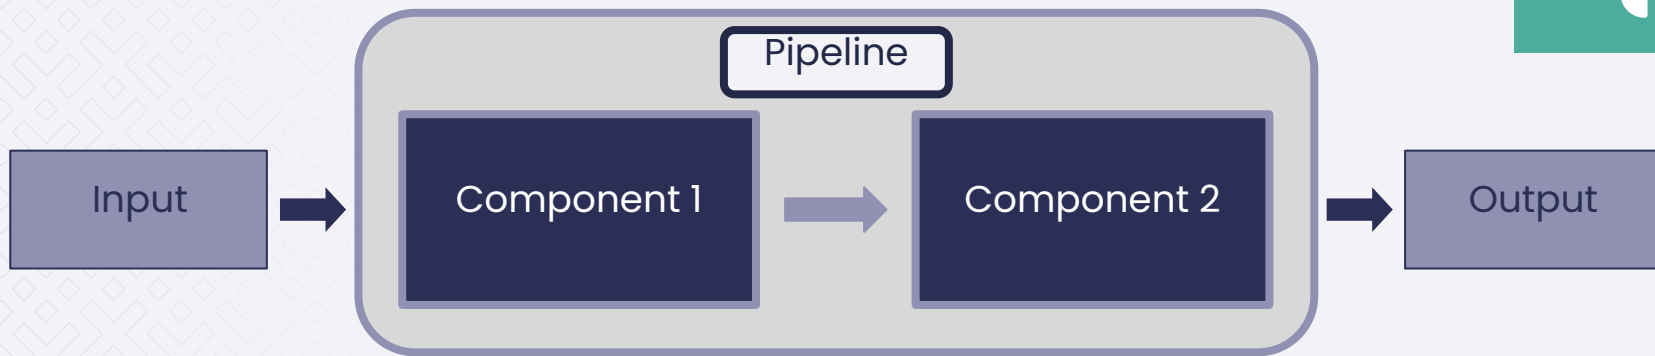 Pipeline
Input
Component 1
Component 2
Output